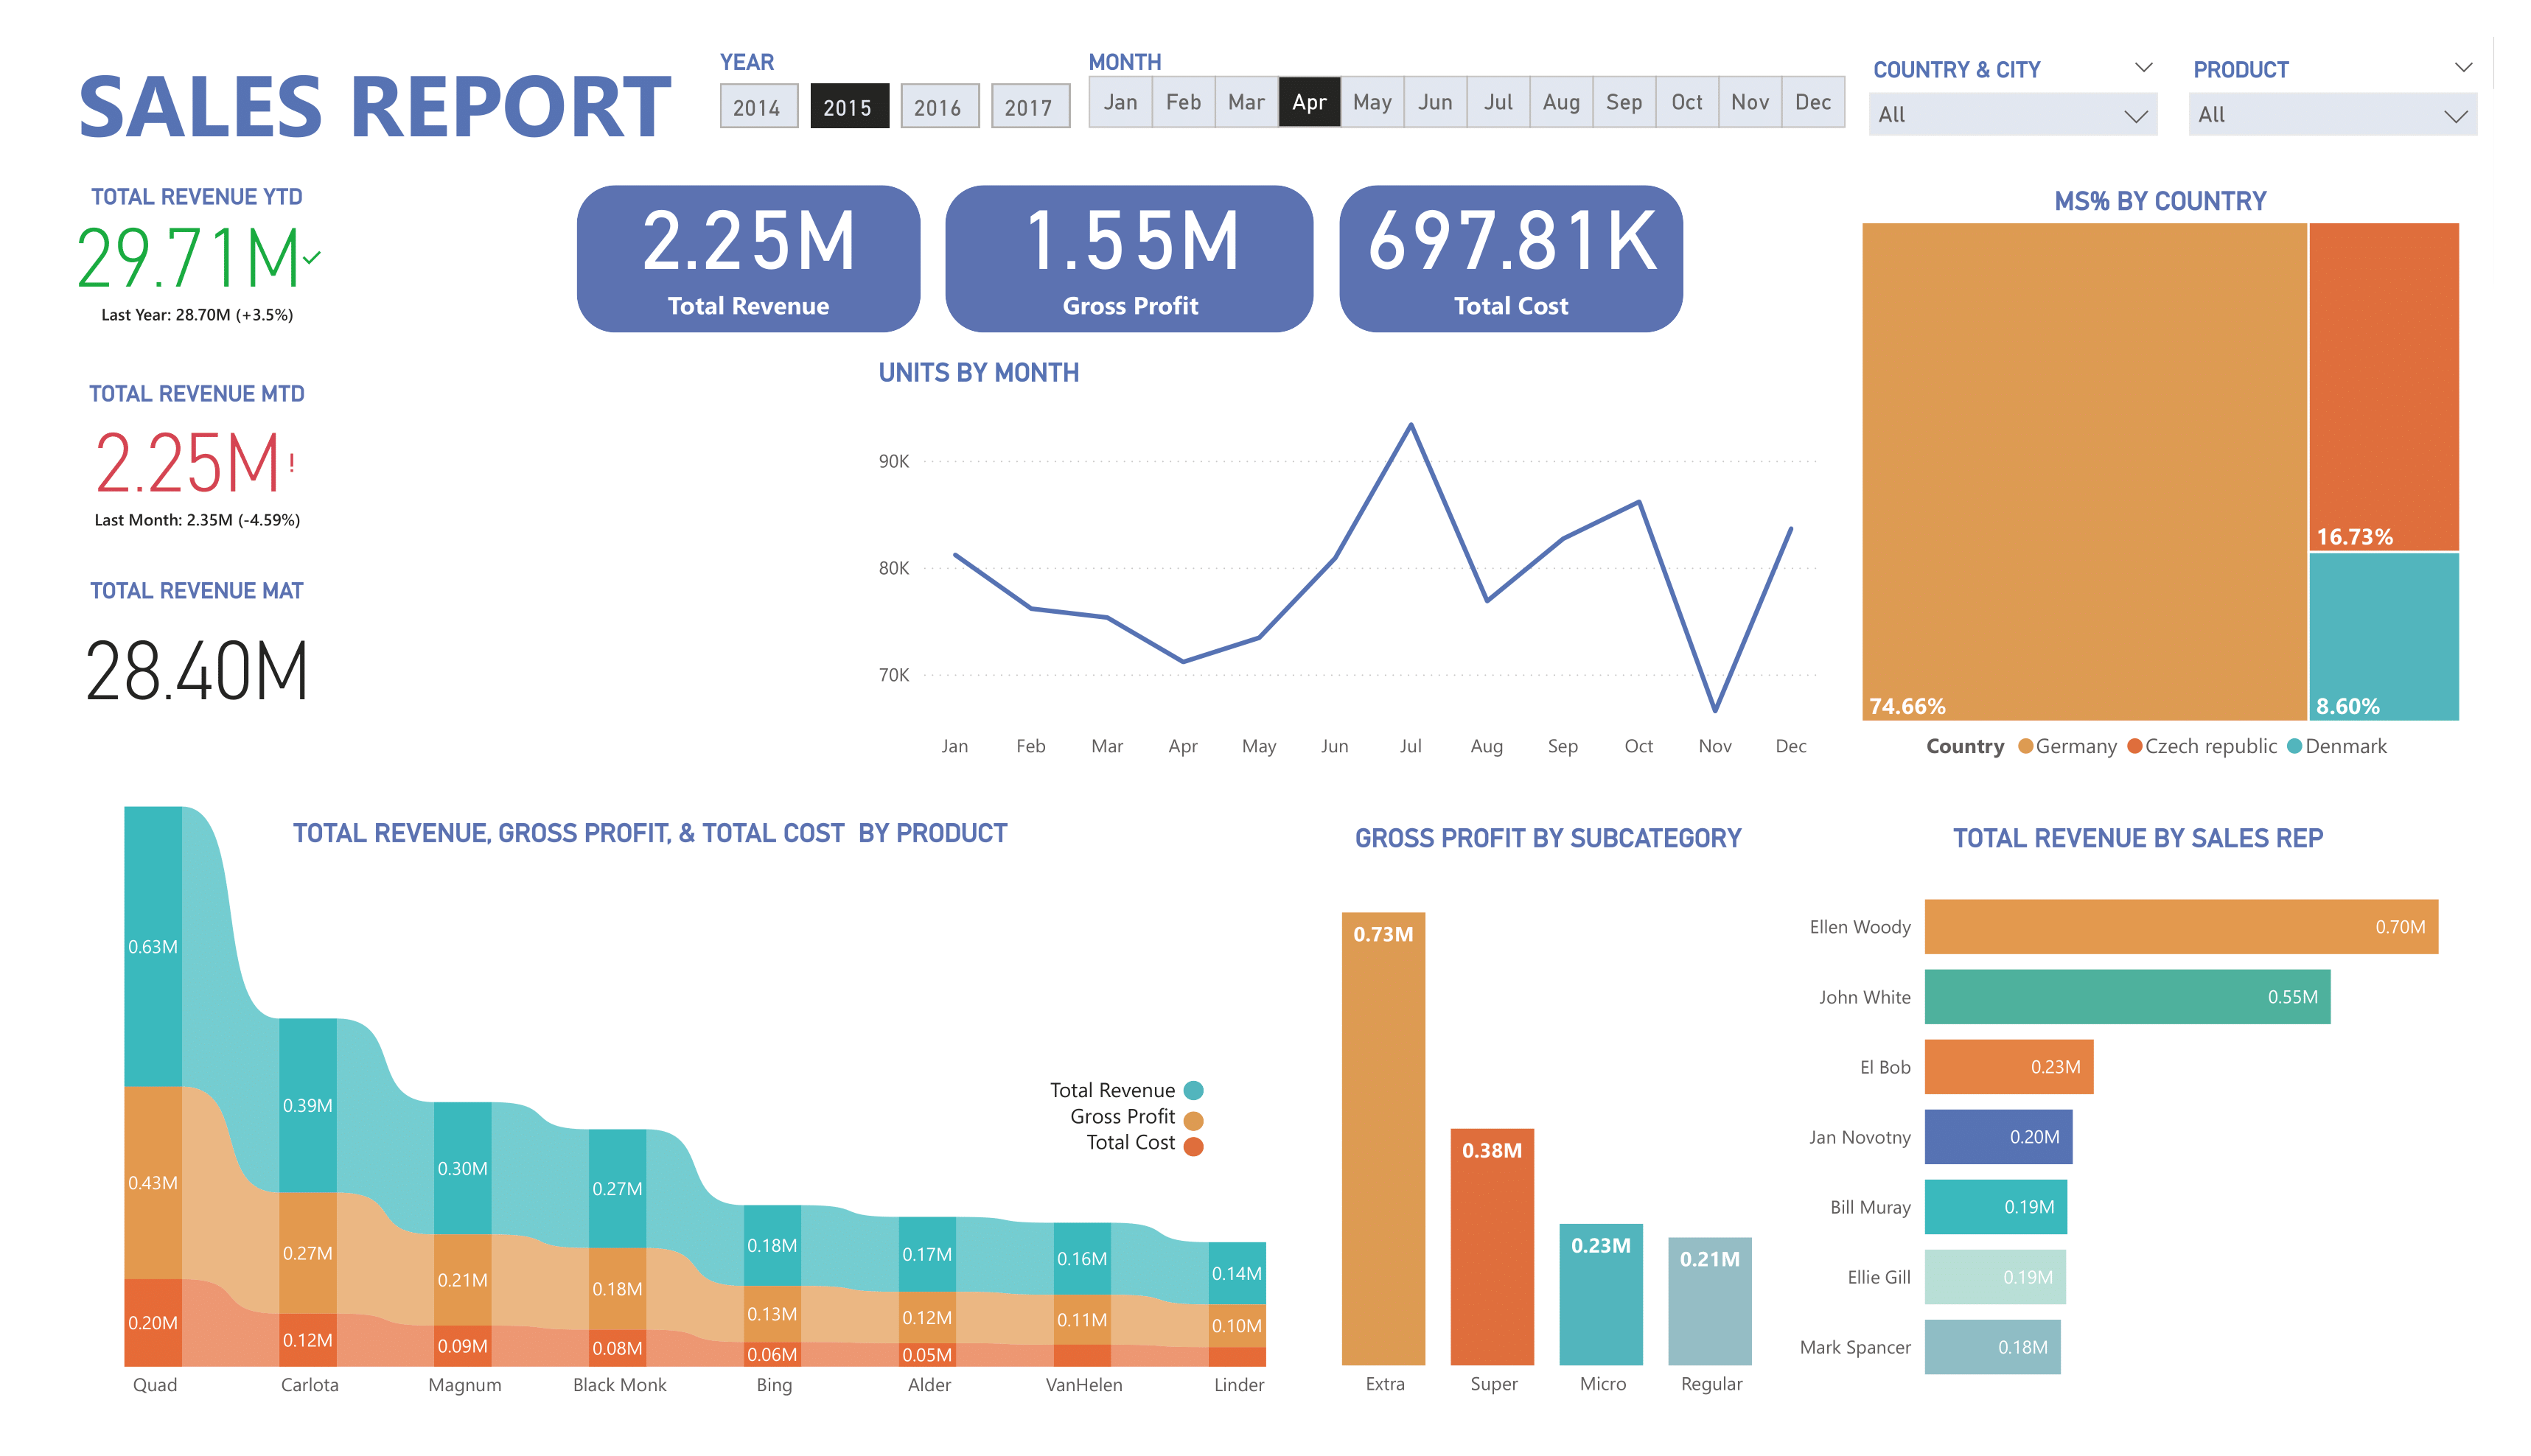 SALES REPORT
YEAR
2014 2015 2016 2017
MONTH
Jan Feb Mar Apr May Jun Jul Aug Sep Oct Nov Dec
COUNTRY & CITY
All
PRODUCT
All
TOTAL REVENUE YTD
29.71M
Last Year: 28.70M (+3.5%)
TOTAL REVENUE MTD
2.25M!
Last Month: 2.35M (-4.59%)
TOTAL REVENUE MAT
28.40M
2.25M
Total Revenue
1.55M
Gross Profit
697.81K
Total Cost
UNITS BY MONTH
90K
80K
70K
Jan Feb Mar Apr May Jun Jul Aug Sep Oct Nov Dec
MS% BY COUNTRY
74.66%
16.73%
8.60%
Country Germany Czech republic Denmark
TOTAL REVENUE, GROSS PROFIT, & TOTAL COST BY PRODUCT
Total Revenue
Gross Profit
Total Cost
0.63M
0.43M
0.20M
0.39M
0.27M
0.12M
0.30M
0.21M
0.09M
0.27M
0.18M
0.08M
0.18M
0.13M
0.06M
0.17M
0.12M
0.05M
0.16M
0.11M
0.14M
0.10M
Quad Carlota Magnum Black Monk Bing Alder VanHelen Linder
GROSS PROFIT BY SUBCATEGORY
0.73M
0.38M
0.23M
0.21M
Extra Super Micro Regular
TOTAL REVENUE BY SALES REP
Ellen Woody 0.70M
John White 0.55M
El Bob 0.23M
Jan Novotny 0.20M
Bill Muray 0.19M
Ellie Gill 0.19M
Mark Spancer 0.18M